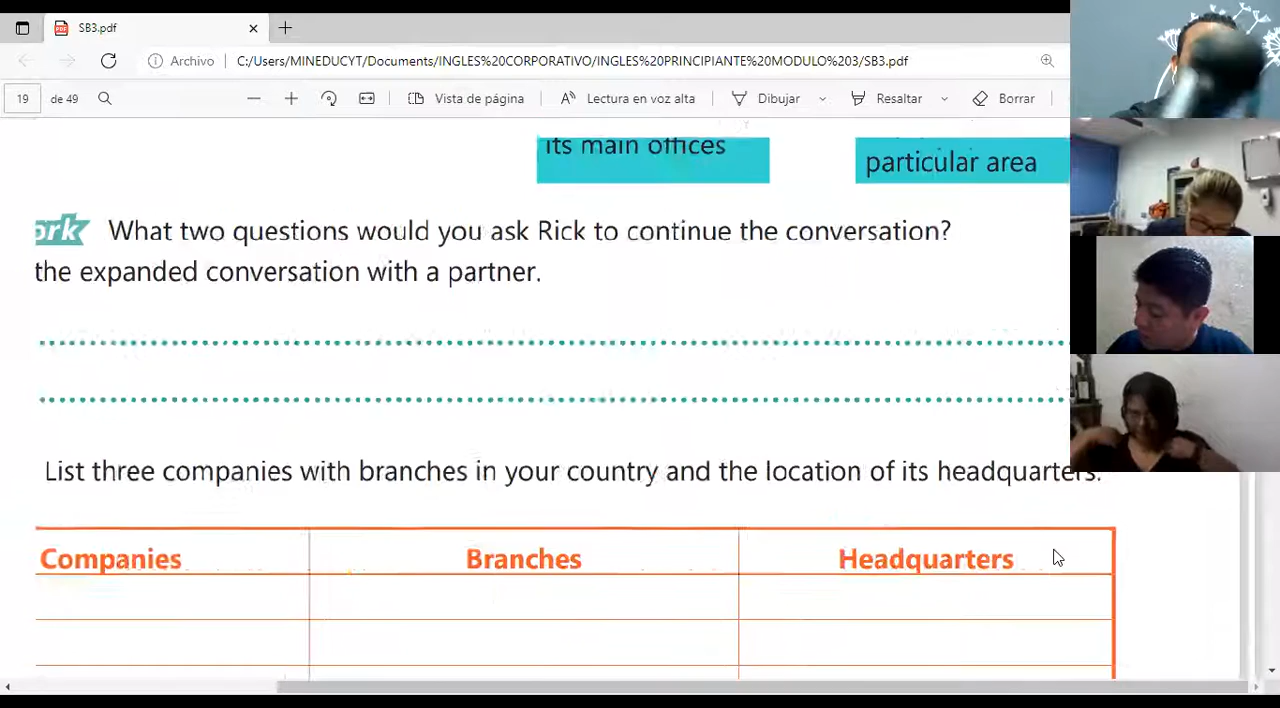 SB3.pdf
Archivo C:/Users/MINEDUCYT/Documents/INGLES%20CORPORATIVO/INGLES%20PRINCIPIANTE%20MODULO%203/SB3.pdf
19 de 49 Vista de página Lectura en voz alta Dibujar Resaltar Borrar
its main offices
particular area
ork What two questions would you ask Rick to continue the conversation?
the expanded conversation with a partner.
List three companies with branches in your country and the location of its headquarters.
Companies Branches Headquarters